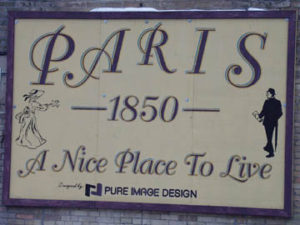 PARIS
1850
A Nice Place To Live
Designed by: PURE IMAGE DESIGN